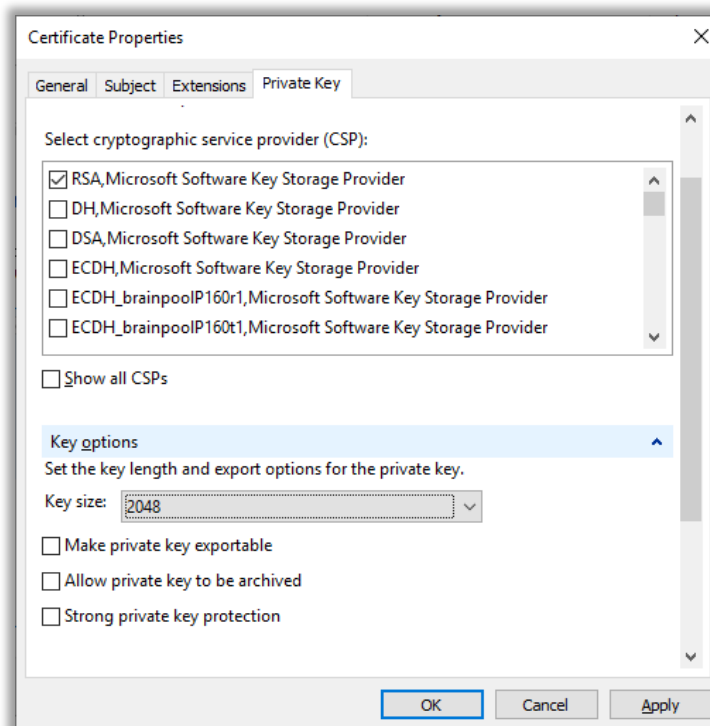 Certificate Properties
General Subject Extensions Private Key
Select cryptographic service provider (CSP):
RSA,Microsoft Software Key Storage Provider
DH,Microsoft Software Key Storage Provider
DSA,Microsoft Software Key Storage Provider
ECDH,Microsoft Software Key Storage Provider
ECDH_brainpoolP160r1,Microsoft Software Key Storage Provider
ECDH_brainpoolP160t1,Microsoft Software Key Storage Provider
Show all CSPs
Key options
Set the key length and export options for the private key.
Key size: 2048
Make private key exportable
Allow private key to be archived
Strong private key protection
OK Cancel Apply